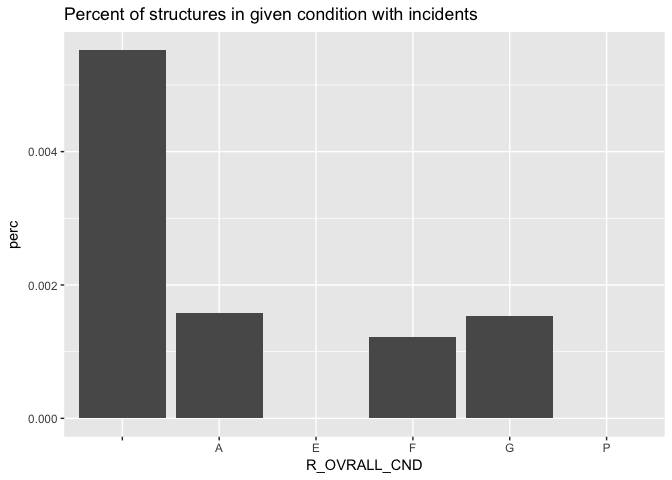 Percent of structures in given condition with incidents
perc
0.004
0.002
0.000
A E F G P
R_OVRALL_CND